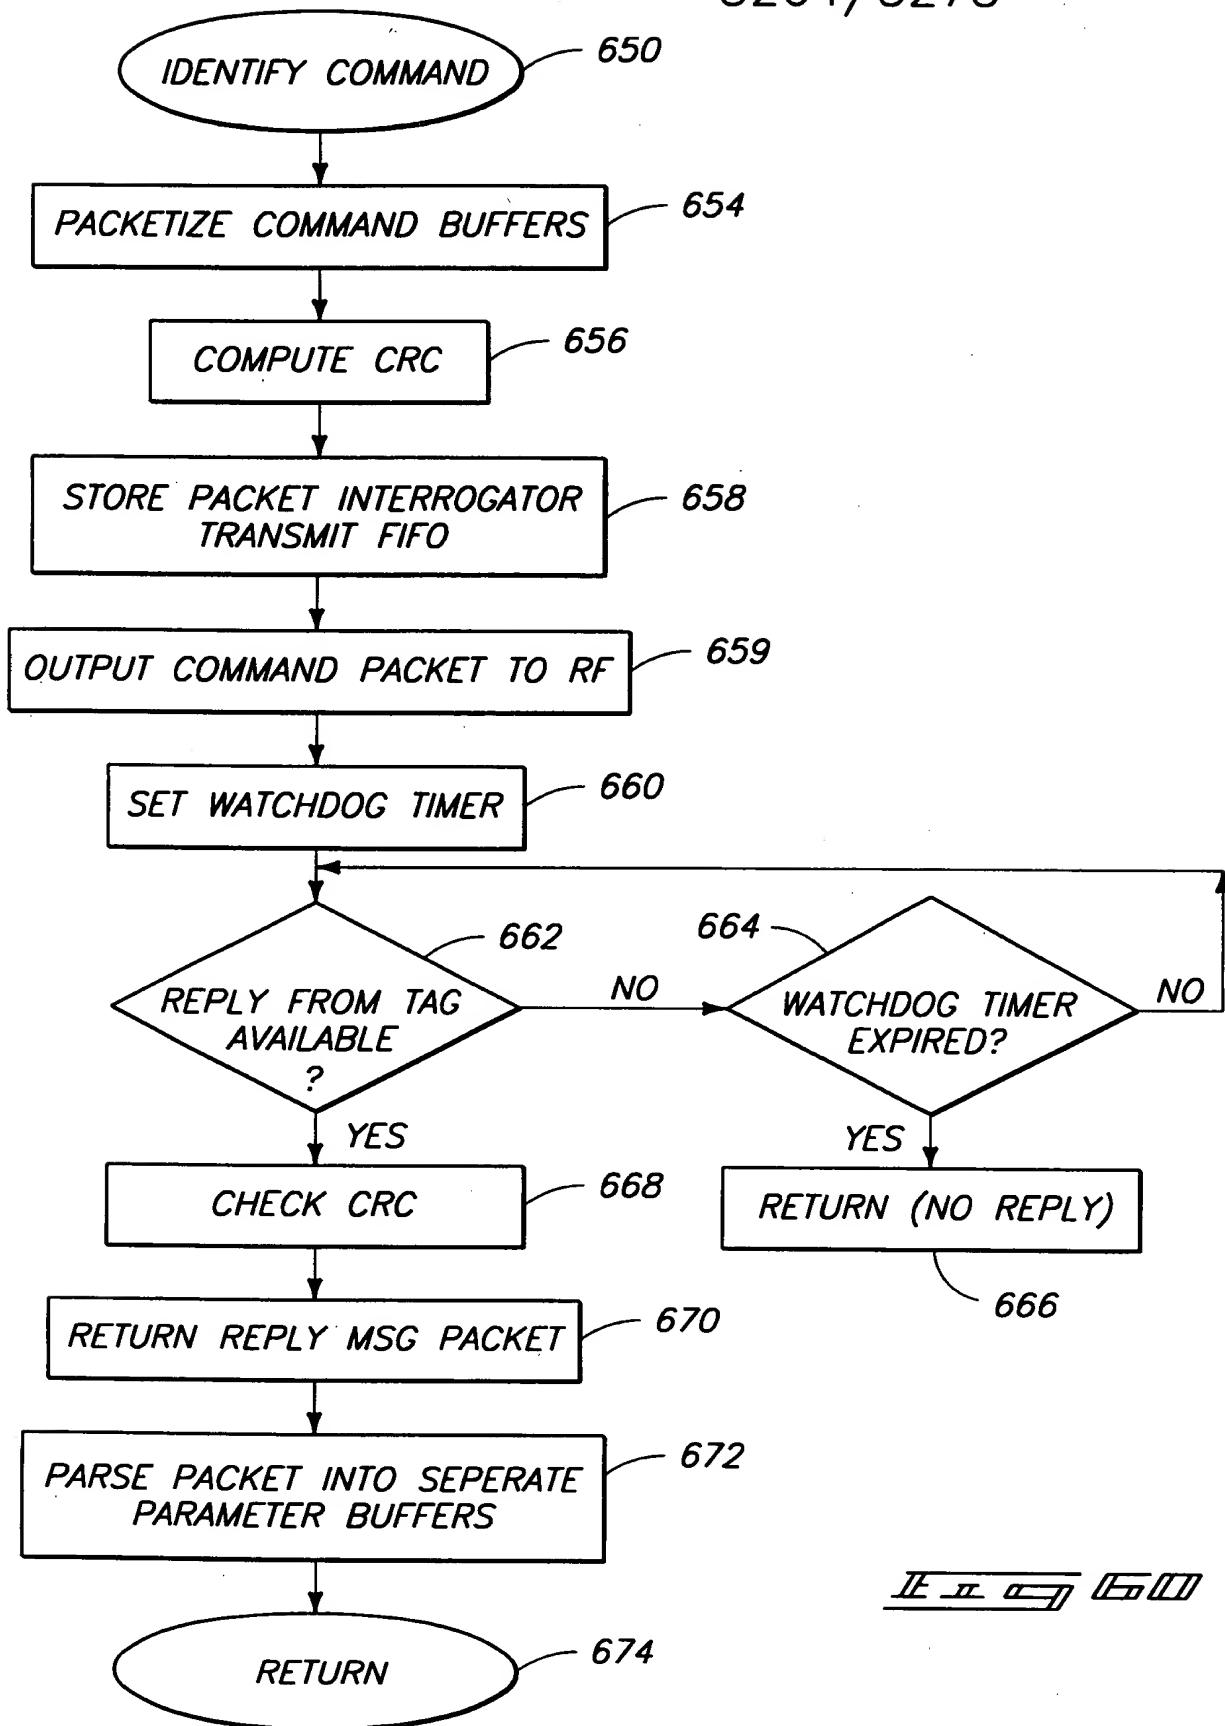 IDENTIFY COMMAND
650
PACKETIZE COMMAND BUFFERS
654
COMPUTE CRC
656
STORE PACKET INTERROGATOR
TRANSMIT FIFO
658
OUTPUT COMMAND PACKET TO RF
659
SET WATCHDOG TIMER
660
662
REPLY FROM TAG
AVAILABLE
?
NO
664
WATCHDOG TIMER
EXPIRED?
NO
YES
YES
CHECK CRC
668
RETURN (NO REPLY)
666
RETURN REPLY MSG PACKET
670
PARSE PACKET INTO SEPERATE
PARAMETER BUFFERS
672
RETURN
674
Fig 60